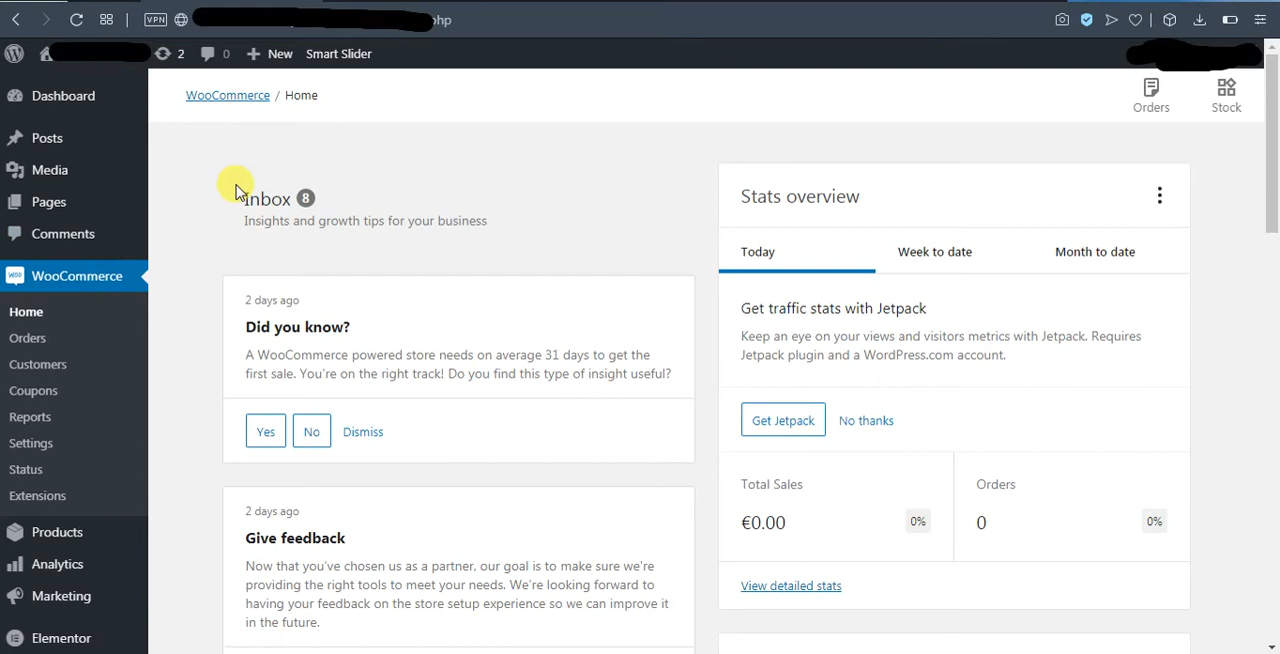 VPN
php
2
0
New
Smart Slider
Dashboard
Posts
Media
Pages
Comments
WooCommerce
Home
Orders
Customers
Coupons
Reports
Settings
Status
Extensions
Products
Analytics
Marketing
Elementor
WooCommerce / Home
Orders
Stock
Inbox 8
Insights and growth tips for your business
2 days ago
Did you know?
A WooCommerce powered store needs on average 31 days to get the
first sale. You're on the right track! Do you find this type of insight useful?
Yes
No
Dismiss
2 days ago
Give feedback
Now that you've chosen us as a partner, our goal is to make sure we're
providing the right tools to meet your needs. We're looking forward to
having your feedback on the store setup experience so we can improve it
in the future.
Stats overview
Today
Week to date
Month to date
Get traffic stats with Jetpack
Keep an eye on your views and visitors metrics with Jetpack. Requires
Jetpack plugin and a WordPress.com account.
Get Jetpack
No thanks
Total Sales
€0.00
0%
Orders
0
0%
View detailed stats